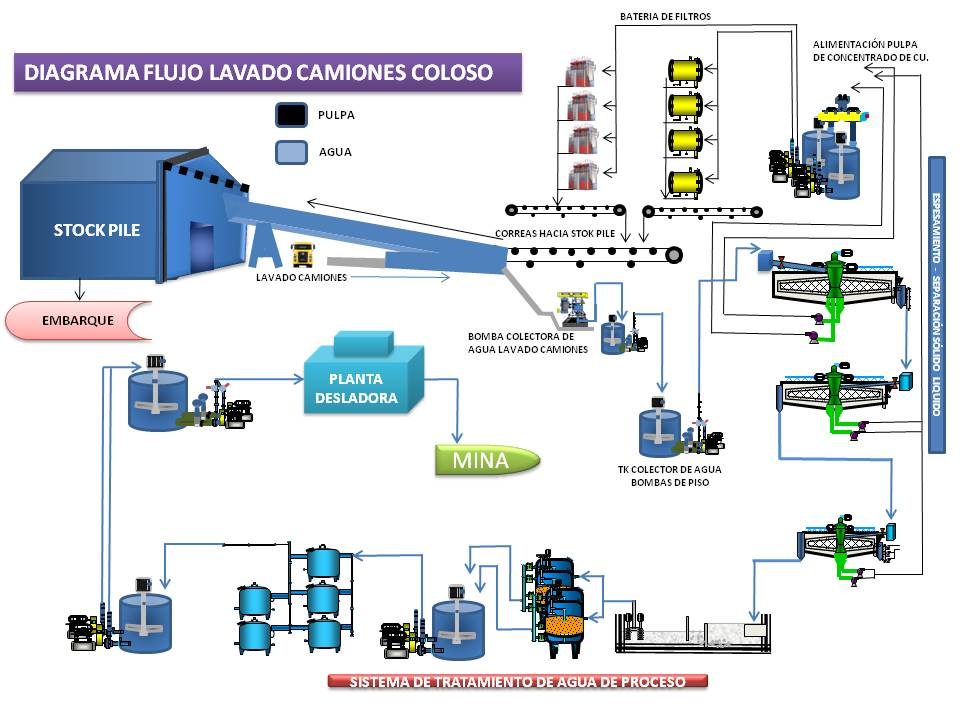 BATERIA DE FILTROS
ALIMENTACIÓN PULPA
DE CONCENTRADO DE CU.
DIAGRAMA FLUJO LAVADO CAMIONES COLOSO
PULPA
AGUA
STOCK PILE
CORREAS HACIA STOK PILE
LAVADO CAMIONES
EMBARQUE
BOMBA COLECTORA DE
AGUA LAVADO CAMIONES
ESPESAMIENTO - SEPARACIÓN SÓLIDO LIQUIDO
PLANTA
DESLADORA
MINA
TK COLECTOR DE AGUA
BOMBAS DE PISO
SISTEMA DE TRATAMIENTO DE AGUA DE PROCESO